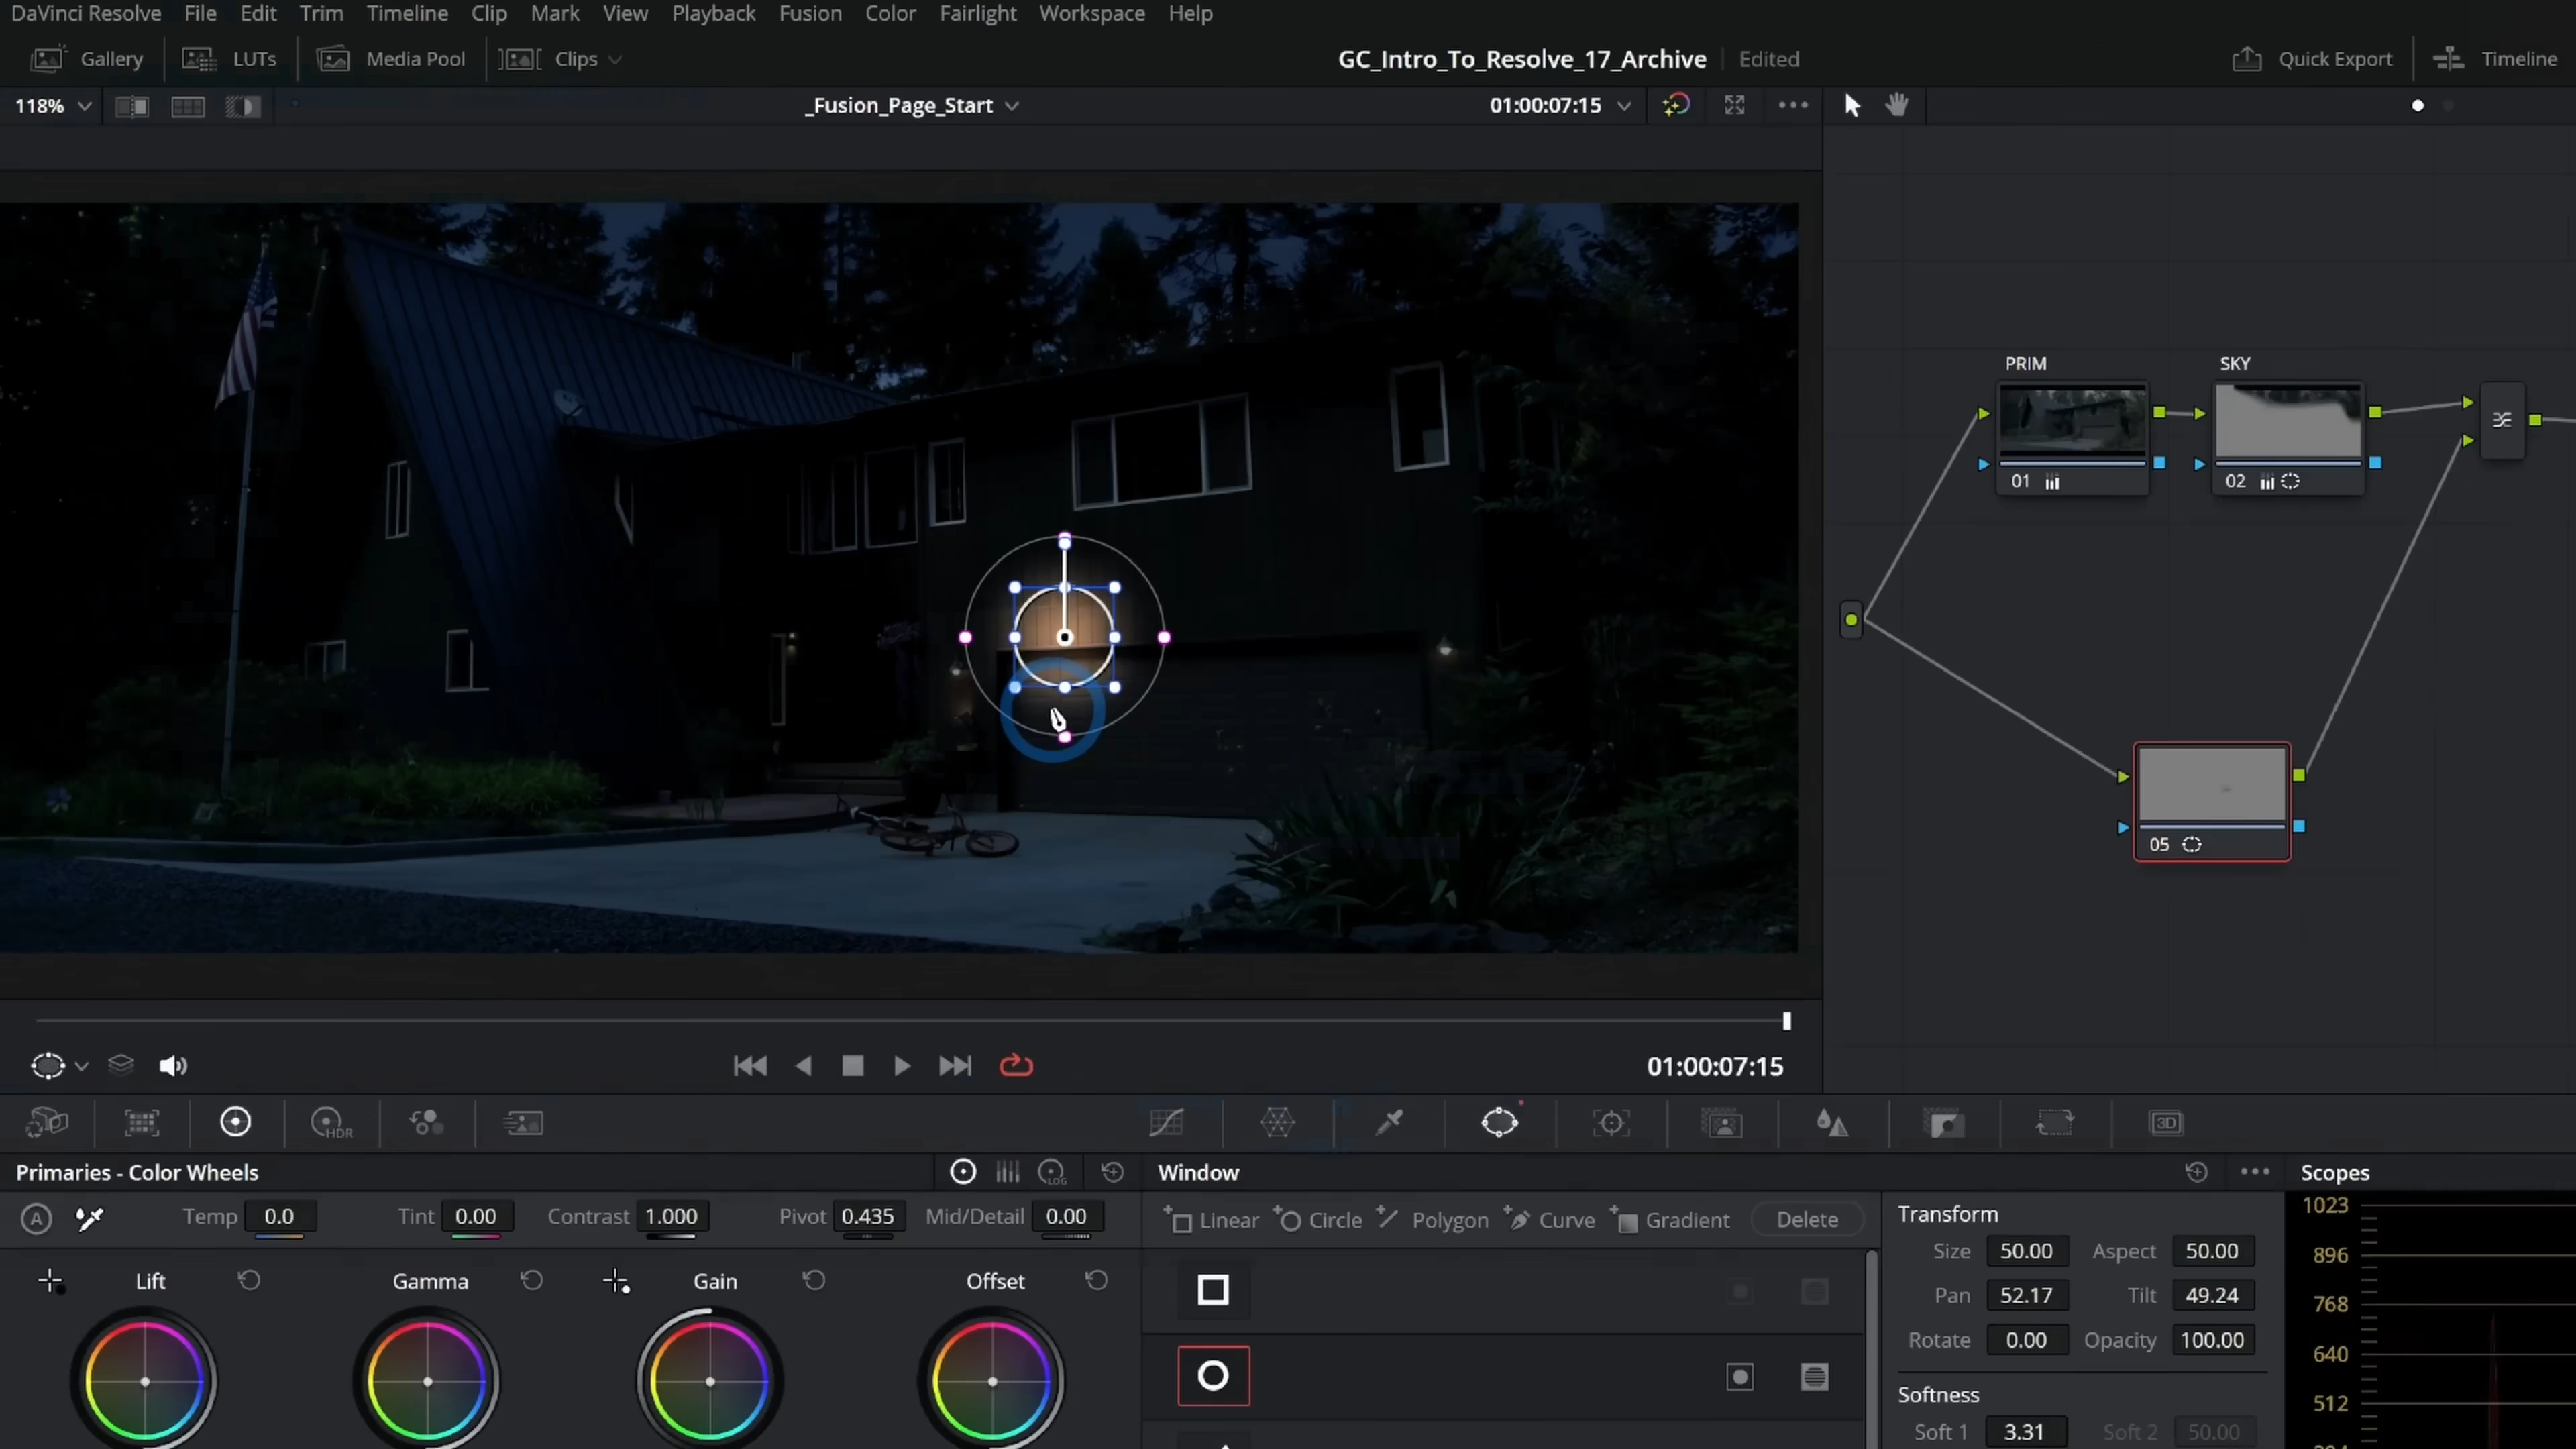 DaVinci Resolve File Edit Trim Timeline Clip Mark View Playback Fusion Color Fairlight Workspace Help
Gallery LUTs Media Pool Clips GC_Intro_To_Resolve_17_Archive Edited Quick Export Timeline
118% _Fusion_Page_Start 01:00:07:15
PRIM SKY
01 02
05
01:00:07:15
HDR 3D
Primaries - Color Wheels LOG Window Scopes
A Temp 0.0 Tint 0.00 Contrast 1.000 Pivot 0.435 Mid/Detail 0.00
Linear Circle Polygon Curve Gradient Delete
Lift Gamma Gain Offset
Transform
Size 50.00 Aspect 50.00
Pan 52.17 Tilt 49.24
Rotate 0.00 Opacity 100.00
Softness
Soft 1 3.31 Soft 2 50.00
1023
896
768
640
512